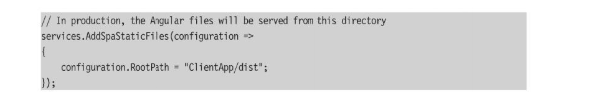 // In production, the Angular files will be served from this directory
services.AddSpaStaticFiles(configuration =>
{
    configuration.RootPath = "ClientApp/dist";
});